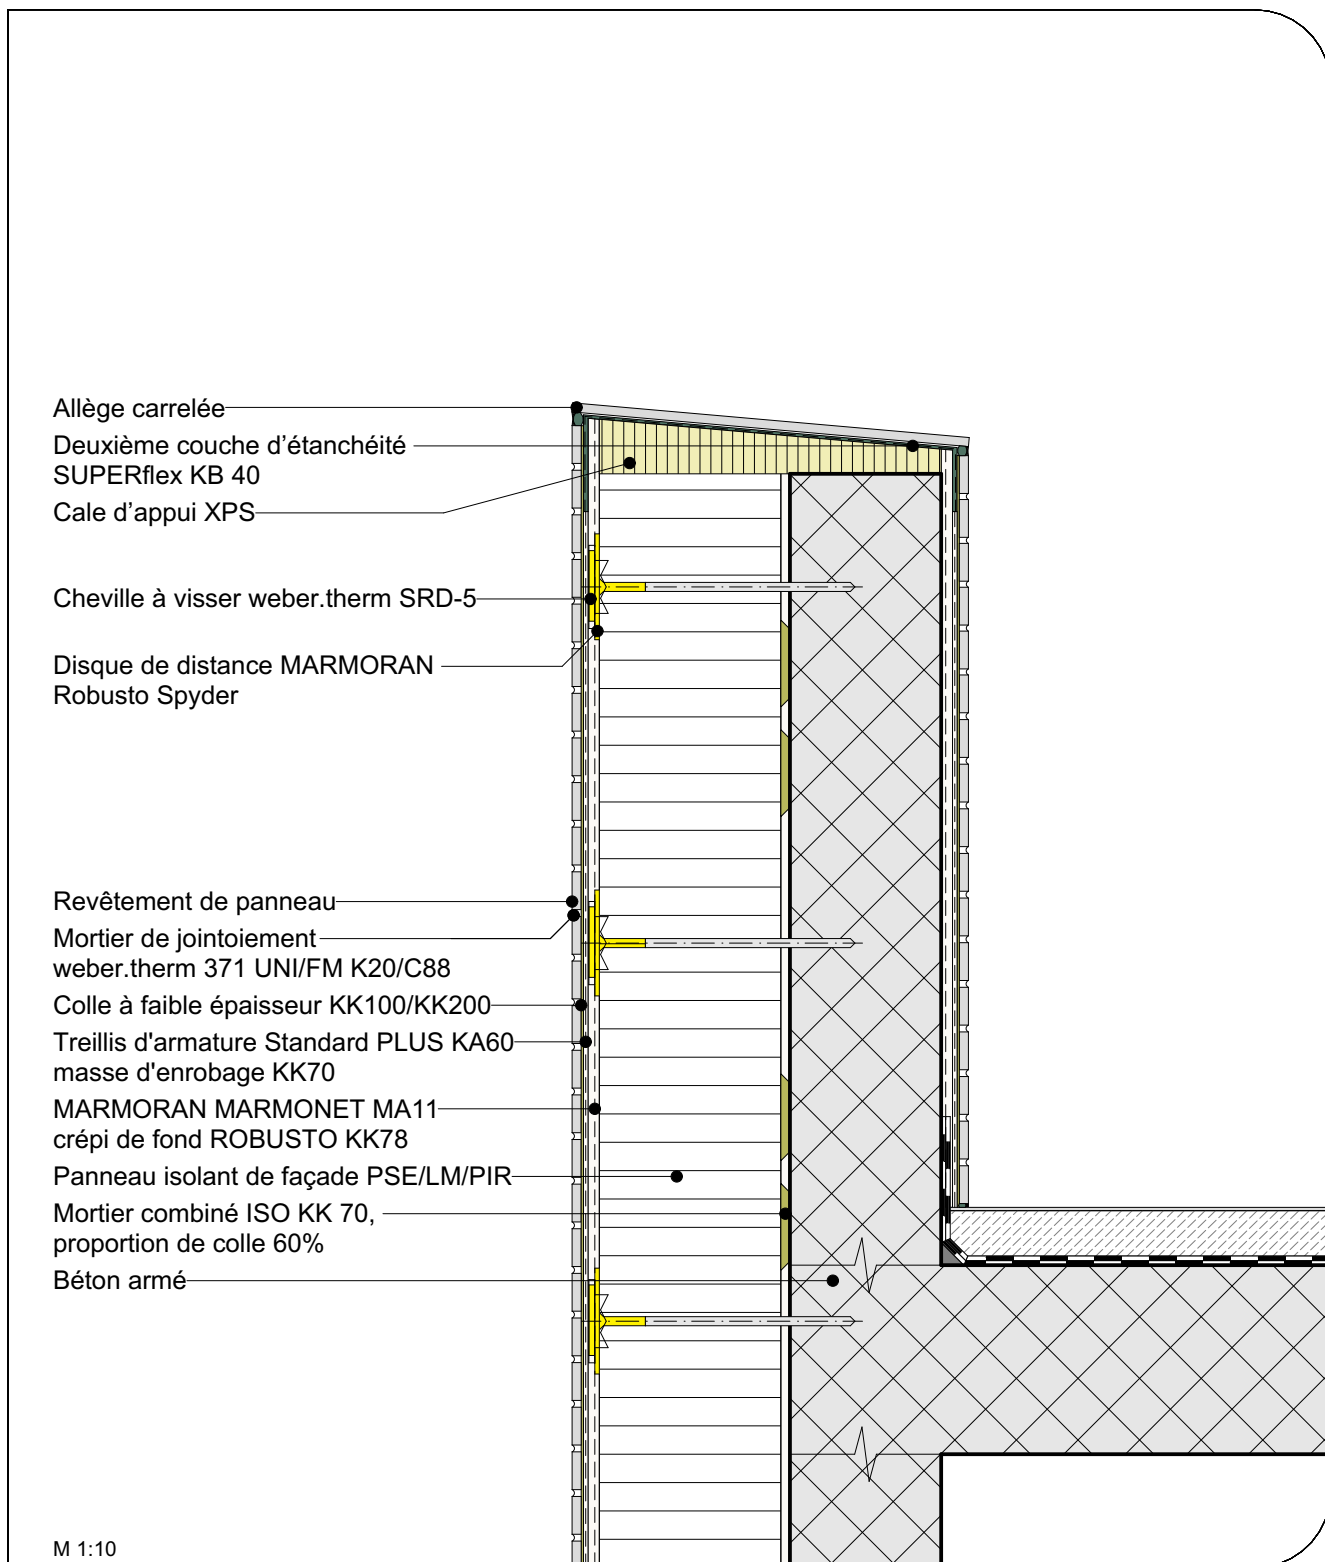 Allège carrelée
Deuxième couche d’étanchéité
SUPERflex KB 40
Cale d’appui XPS
Cheville à visser weber.therm SRD-5
Disque de distance MARMORAN
Robusto Spyder
Revêtement de panneau
Mortier de jointoiement
weber.therm 371 UNI/FM K20/C88
Colle à faible épaisseur KK100/KK200
Treillis d'armature Standard PLUS KA60
masse d'enrobage KK70
MARMORAN MARMONET MA11
crépi de fond ROBUSTO KK78
Panneau isolant de façade PSE/LM/PIR
Mortier combiné ISO KK 70,
proportion de colle 60%
Béton armé
M 1:10